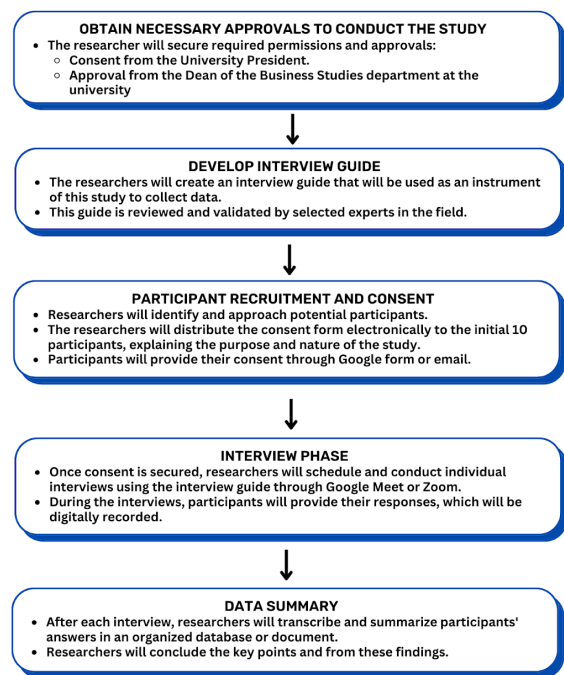 OBTAIN NECESSARY APPROVALS TO CONDUCT THE STUDY
• The researcher will secure required permissions and approvals:
○ Consent from the University President.
○ Approval from the Dean of the Business Studies department at the
university
DEVELOP INTERVIEW GUIDE
• The researchers will create an interview guide that will be used as an instrument
of this study to collect data.
• This guide is reviewed and validated by selected experts in the field.
PARTICIPANT RECRUITMENT AND CONSENT
• Researchers will identify and approach potential participants.
• The researchers will distribute the consent form electronically to the initial 10
participants, explaining the purpose and nature of the study.
• Participants will provide their consent through Google form or email.
INTERVIEW PHASE
• Once consent is secured, researchers will schedule and conduct individual
interviews using the interview guide through Google Meet or Zoom.
• During the interviews, participants will provide their responses, which will be
digitally recorded.
DATA SUMMARY
• After each interview, researchers will transcribe and summarize participants'
answers in an organized database or document.
• Researchers will conclude the key points and from these findings.